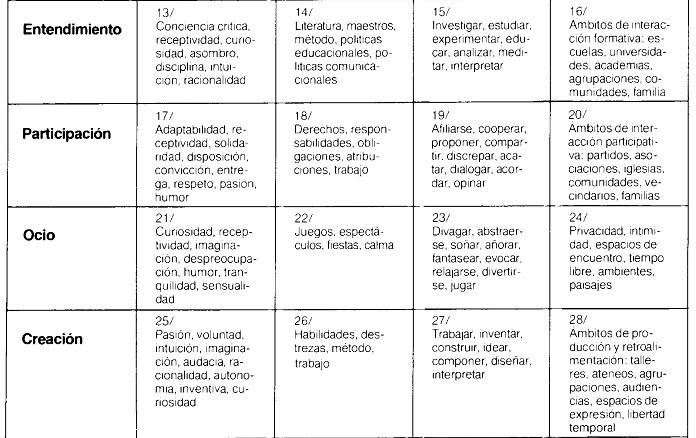 Entendimiento
13/
Conciencia crítica,
receptividad, curio-
sidad, asombro,
disciplina, intui-
ción, racionalidad
14/
Literatura, maestros,
método, políticas
educacionales, po-
líticas comunica-
cionales
15/
Investigar, estudiar,
experimentar, edu-
car, analizar, medi-
tar, interpretar
16/
Ambitos de interac-
ción formativa: es-
cuelas, universida-
des, academias,
agrupaciones, co-
munidades, familia
Participación
17/
Adaptabilidad, re-
ceptividad, solida-
ridad, disposición,
convicción, entre-
ga, respeto, pasión,
humor
18/
Derechos, respon-
sabilidades, obli-
gaciones, atribu-
ciones, trabajo
19/
Afiliarse, cooperar,
proponer, compar-
tir, discrepar, aca-
tar, dialogar, acor-
dar, opinar
20/
Ambitos de inter-
acción participati-
va: partidos, aso-
ciaciones, iglesias,
comunidades, ve-
cindarios, familias
Ocio
21/
Curiosidad, recep-
tividad, imagina-
ción, despreocupa-
ción, humor, tran-
quilidad, sensuali-
dad
22/
Juegos, espectá-
culos, fiestas, calma
23/
Divagar, abstraer-
se, soñar, añorar,
fantasear, evocar,
relajarse, divertir-
se, jugar
24/
Privacidad, intimi-
dad, espacios de
encuentro, tiempo
libre, ambientes,
paisajes
Creación
25/
Pasión, voluntad,
intuición, imagina-
ción, audacia, ra-
cionalidad, autono-
mía, inventiva, cu-
riosidad
26/
Habilidades, des-
trezas, método,
trabajo
27/
Trabajar, inventar,
construir, idear,
componer, diseñar,
interpretar
28/
Ambitos de pro-
ducción y retroali-
mentación: talle-
res, ateneos, agru-
paciones, audien-
cias, espacios de
expresión, libertad
temporal